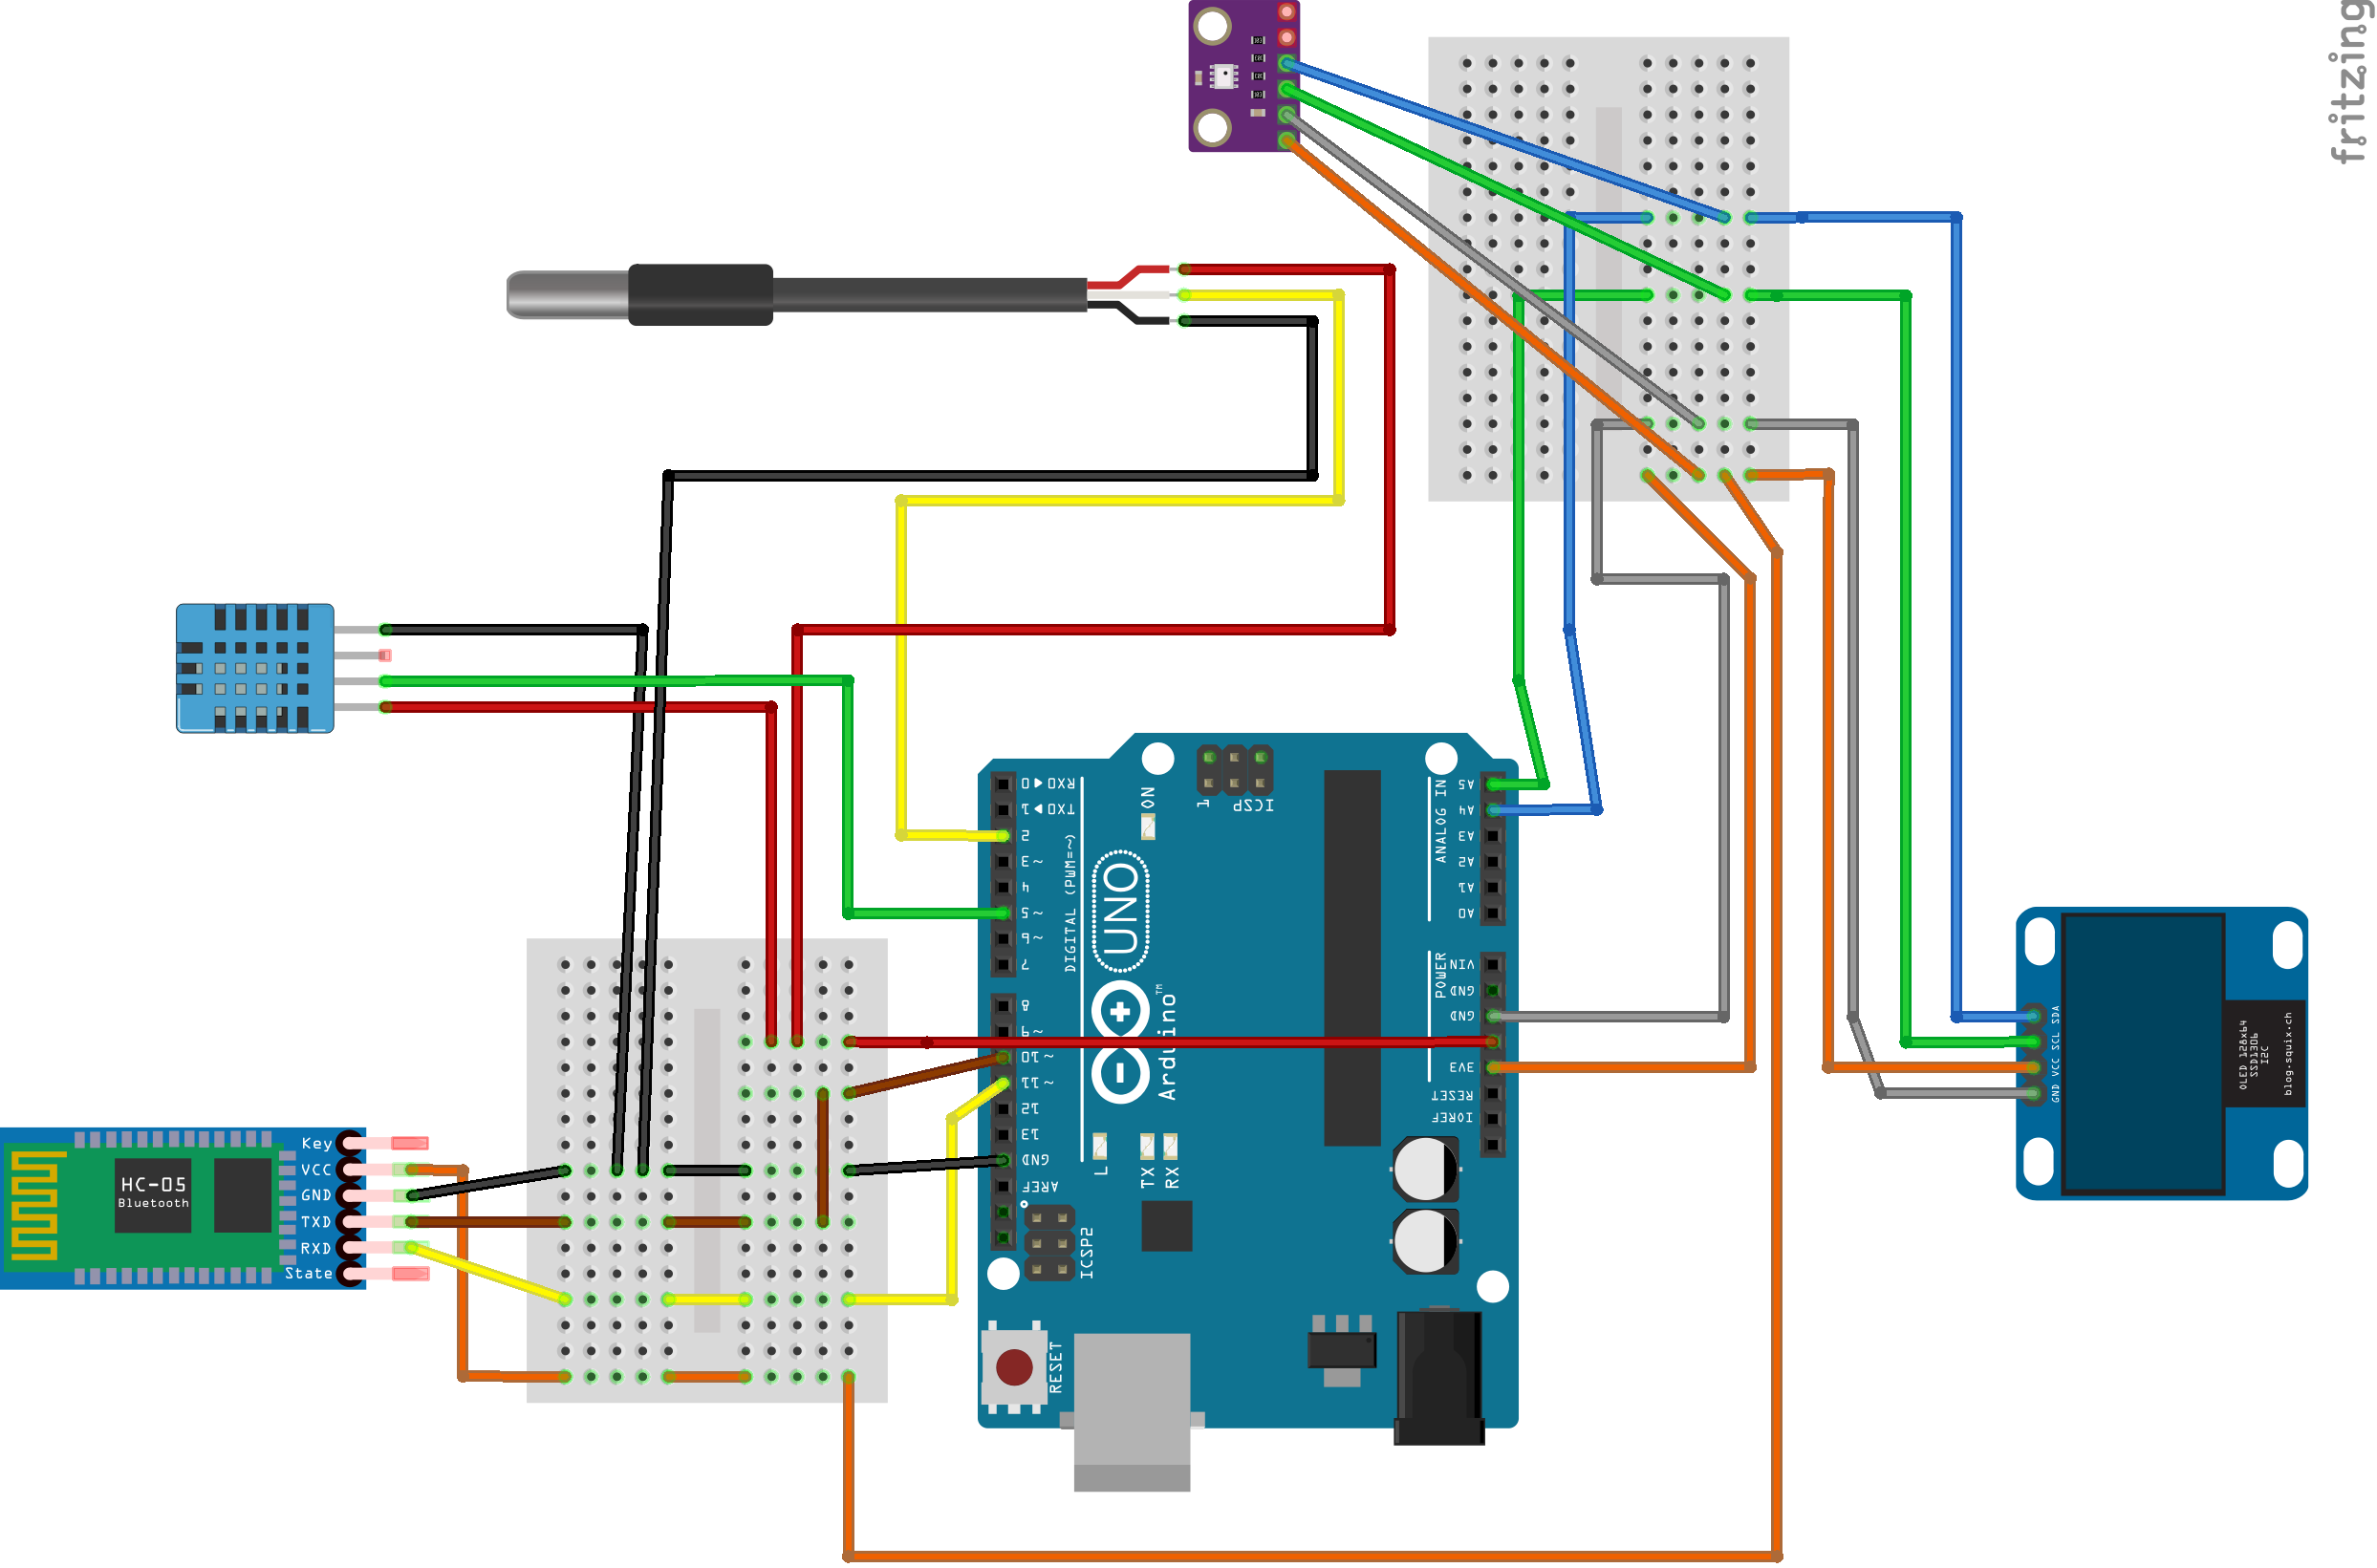 fritzing
RX0◀0
TX0▶1
2
~3
4
~5
~6
7
8
~9
~10
~11
12
13
GND
AREF
DIGITAL (PWM=~)
ON
1
ICSP
UNO
Arduino
TM
L
TX
RX
ICSP2
RESET
ANALOG IN
A5
A4
A3
A2
A1
A0
POWER
VIN
GND
GND
3V3
RESET
IOREF
HC-05
Bluetooth
Key
VCC
GND
TXD
RXD
State
GND VCC SCL SDA
OLED 128x64
SSD1306
I2C
blog.squix.ch